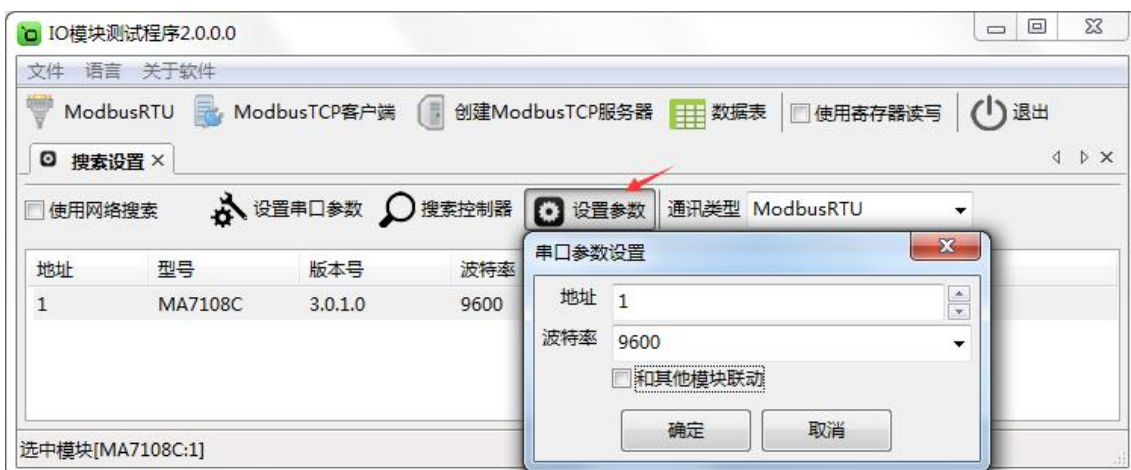 IO模块测试程序2.0.0.0
文件 语言 关于软件
ModbusRTU ModbusTCP客户端 创建ModbusTCP服务器 数据表 使用寄存器读写 退出
搜索设置
使用网络搜索 设置串口参数 搜索控制器 设置参数 通讯类型 ModbusRTU
串口参数设置
地址 型号 版本号 波特率
1 MA7108C 3.0.1.0 9600
地址 1
波特率 9600
和其他模块联动
确定 取消
选中模块[MA7108C:1]